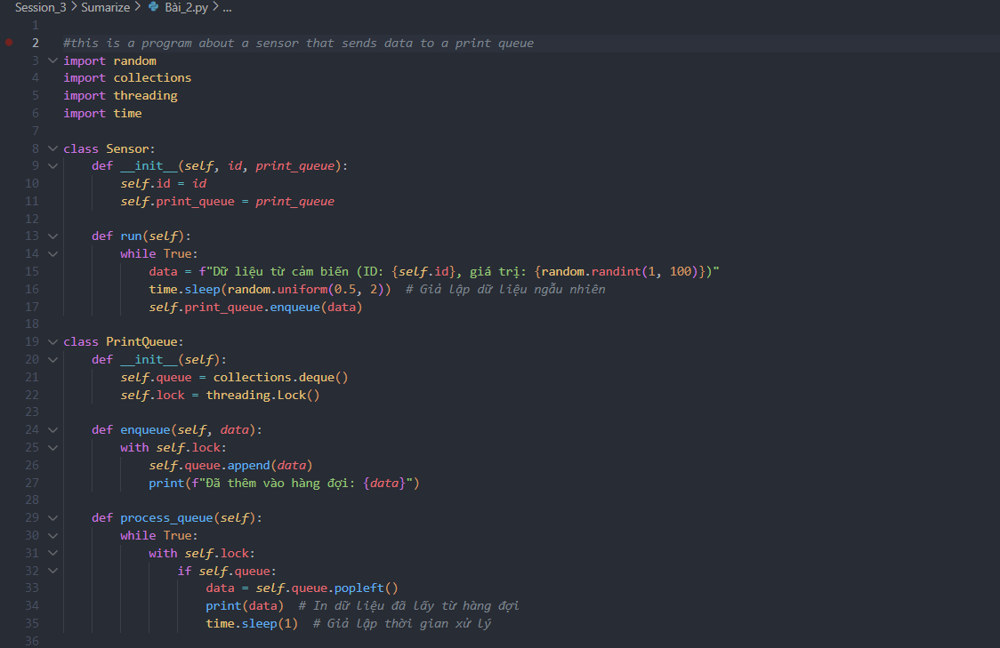 Session_3 > Sumarize > Bài_2.py > ...
1
2 #this is a program about a sensor that sends data to a print queue
3 import random
4 import collections
5 import threading
6 import time
7
8 class Sensor:
9     def __init__(self, id, print_queue):
10         self.id = id
11         self.print_queue = print_queue
12
13     def run(self):
14         while True:
15             data = f"Dữ liệu từ cảm biến (ID: {self.id}, giá trị: {random.randint(1, 100)})"
16             time.sleep(random.uniform(0.5, 2))  # Giả lập dữ liệu ngẫu nhiên
17             self.print_queue.enqueue(data)
18
19 class PrintQueue:
20     def __init__(self):
21         self.queue = collections.deque()
22         self.lock = threading.Lock()
23
24     def enqueue(self, data):
25         with self.lock:
26             self.queue.append(data)
27             print(f"Đã thêm vào hàng đợi: {data}")
28
29     def process_queue(self):
30         while True:
31             with self.lock:
32                 if self.queue:
33                     data = self.queue.popleft()
34                     print(data)  # In dữ liệu đã lấy từ hàng đợi
35                     time.sleep(1)  # Giả lập thời gian xử lý
36